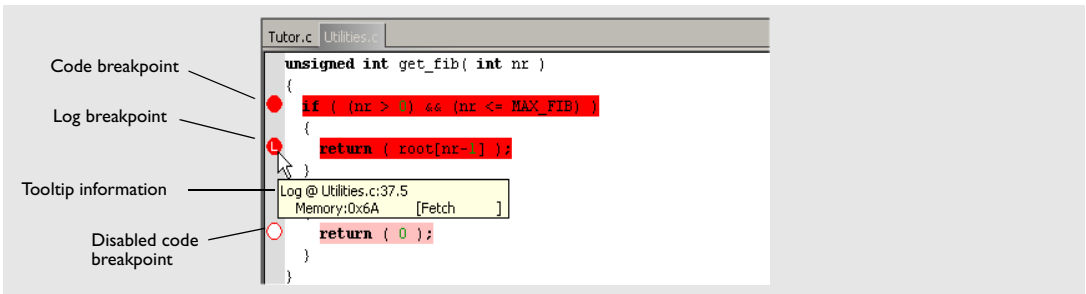 Tutor.c Utilities.c
unsigned int get_fib( int nr )
{
Code breakpoint
if ( (nr > 0) && (nr <= MAX_FIB) )
{
Log breakpoint
L
return ( root[nr-1] );
}
Tooltip information
Log @ Utilities.c:37.5
Memory:0x6A [Fetch ]
Disabled code
breakpoint
return ( 0 );
}
}